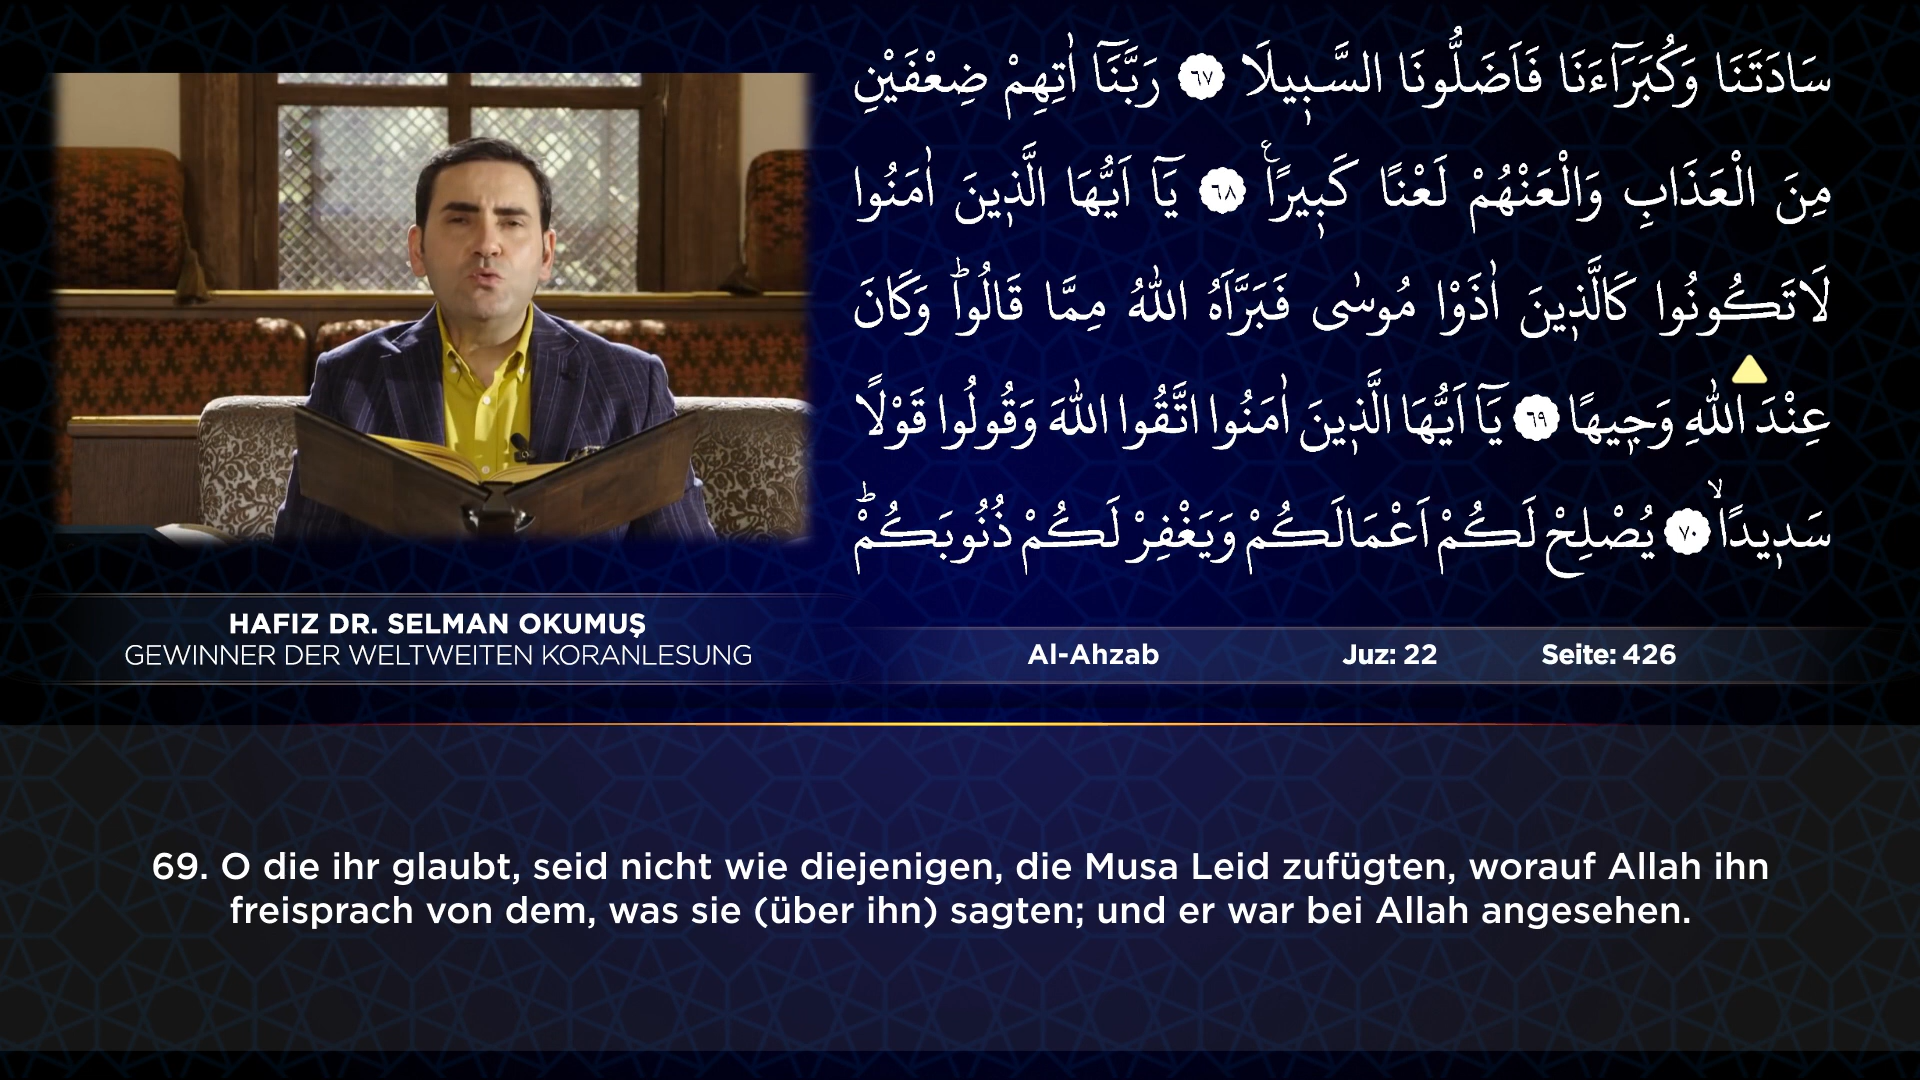 سَادَتَنَا وَكُبَرَٓاءَنَا فَاَضَلُّونَا السَّب۪يلَا ٦٧ رَبَّنَٓا اٰتِهِمْ ضِعْفَيْنِ
مِنَ الْعَذَابِ وَالْعَنْهُمْ لَعْنًا كَب۪يرًاۚ ٦٨ يَٓا اَيُّهَا الَّذ۪ينَ اٰمَنُوا
لَاتَكُونُوا كَالَّذ۪ينَ اٰذَوْا مُوسٰى فَبَرَّاَهُ اللّٰهُ مِمَّا قَالُواۜ وَكَانَ
عِنْدَ اللّٰهِ وَج۪يهًا ٦٩ يَٓا اَيُّهَا الَّذ۪ينَ اٰمَنُوا اتَّقُوا اللّٰهَ وَقُولُوا قَوْلًا
سَد۪يدًاۙ ٧٠ يُصْلِحْ لَكُمْ اَعْمَالَكُمْ وَيَغْفِرْ لَكُمْ ذُنُوبَكُمْۜ
HAFIZ DR. SELMAN OKUMUŞ
GEWINNER DER WELTWEITEN KORANLESUNG
Al-Ahzab Juz: 22 Seite: 426
69. O die ihr glaubt, seid nicht wie diejenigen, die Musa Leid zufügten, worauf Allah ihn
freisprach von dem, was sie (über ihn) sagten; und er war bei Allah angesehen.